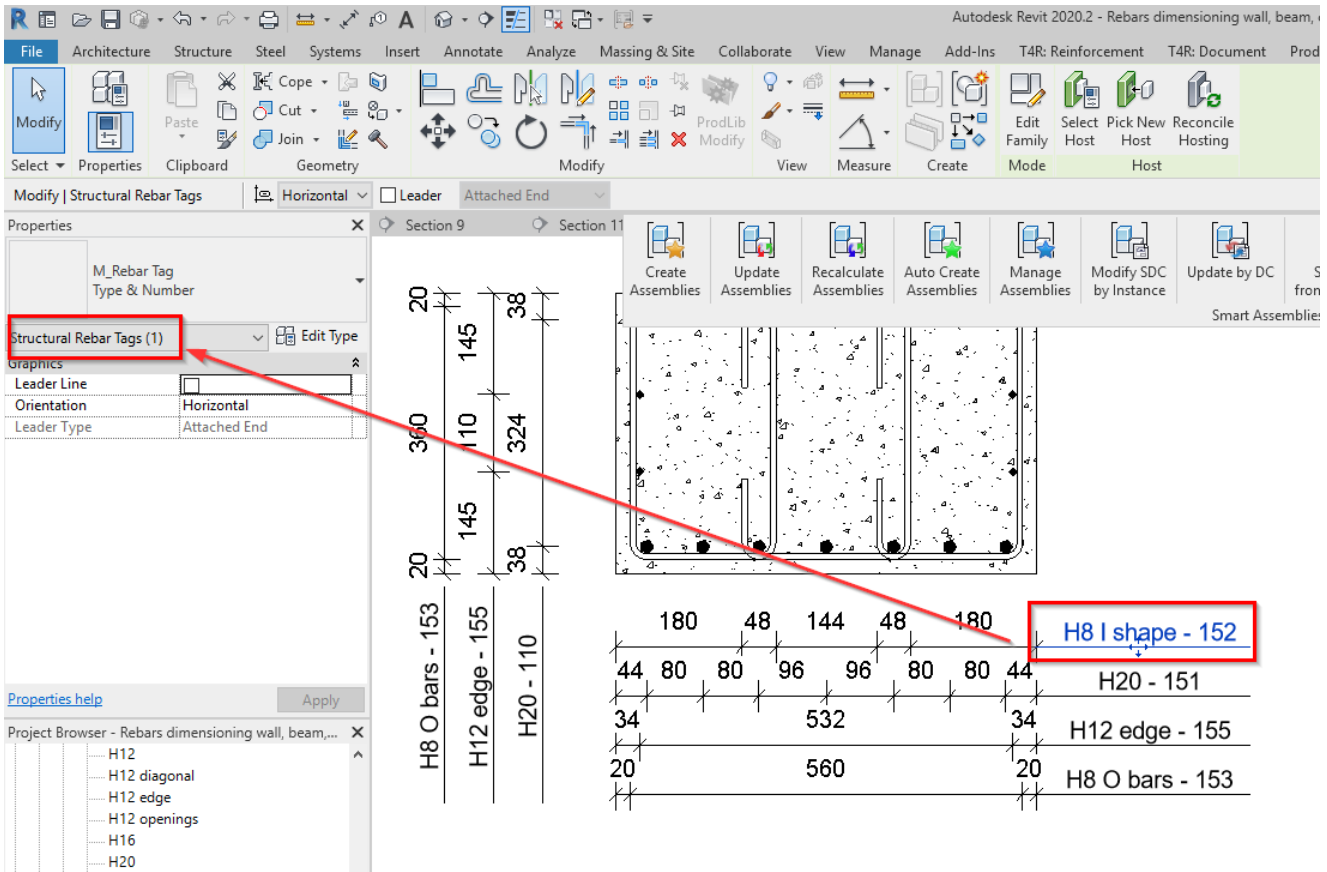 Autodesk Revit 2020.2 - Rebars dimensioning wall, beam,
File Architecture Structure Steel Systems Insert Annotate Analyze Massing & Site Collaborate View Manage Add-Ins T4R: Reinforcement T4R: Document
Modify Paste Cope Cut Join ProdLib Modify Edit Family Select Host Pick New Host Reconcile Hosting
Select Properties Clipboard Geometry Modify View Measure Create Mode Host
Modify | Structural Rebar Tags Horizontal Leader Attached End
Properties Section 9 Section 11
M_Rebar Tag
Type & Number
Structural Rebar Tags (1) Edit Type
Graphics
Leader Line
Orientation Horizontal
Leader Type Attached End
Properties help Apply
Project Browser - Rebars dimensioning wall, beam,...
H12
H12 diagonal
H12 edge
H12 openings
H16
H20
Create Assemblies Update Assemblies Recalculate Assemblies Auto Create Assemblies Manage Assemblies Modify SDC by Instance Update by DC
Smart Assemblies
20 360 20
145 110 145
38 324 38
H8 O bars - 153
H12 edge - 155
H20 - 110
180 48 144 48 180 H8 I shape - 152
44 80 80 96 96 80 80 44 H20 - 151
34 532 34 H12 edge - 155
20 560 20 H8 O bars - 153